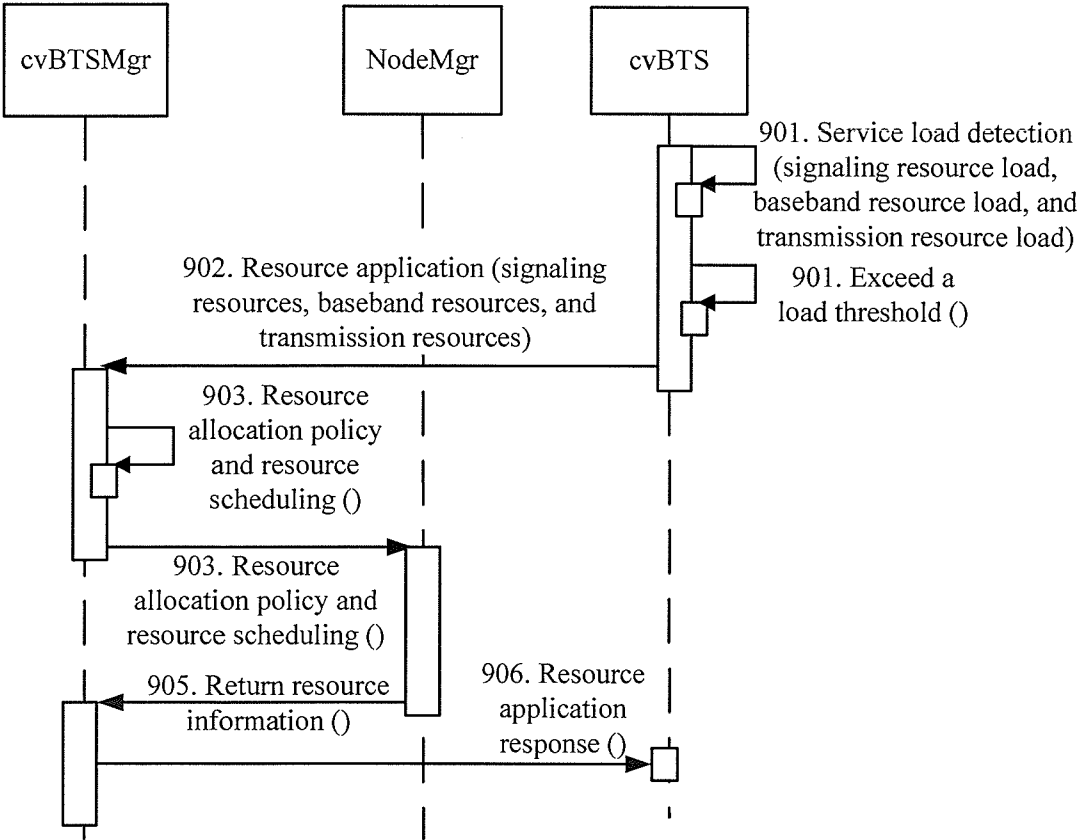 cvBTSMgr
NodeMgr
cvBTS
901. Service load detection
(signaling resource load,
baseband resource load, and
transmission resource load)
901. Exceed a
load threshold ()
902. Resource application (signaling
resources, baseband resources, and
transmission resources)
903. Resource
allocation policy
and resource
scheduling ()
903. Resource
allocation policy and
resource scheduling ()
905. Return resource
information ()
906. Resource
application
response ()